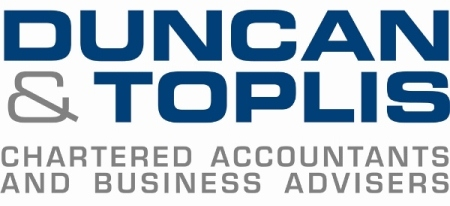 DUNCAN
& TOPLIS
CHARTERED ACCOUNTANTS
AND BUSINESS ADVISERS